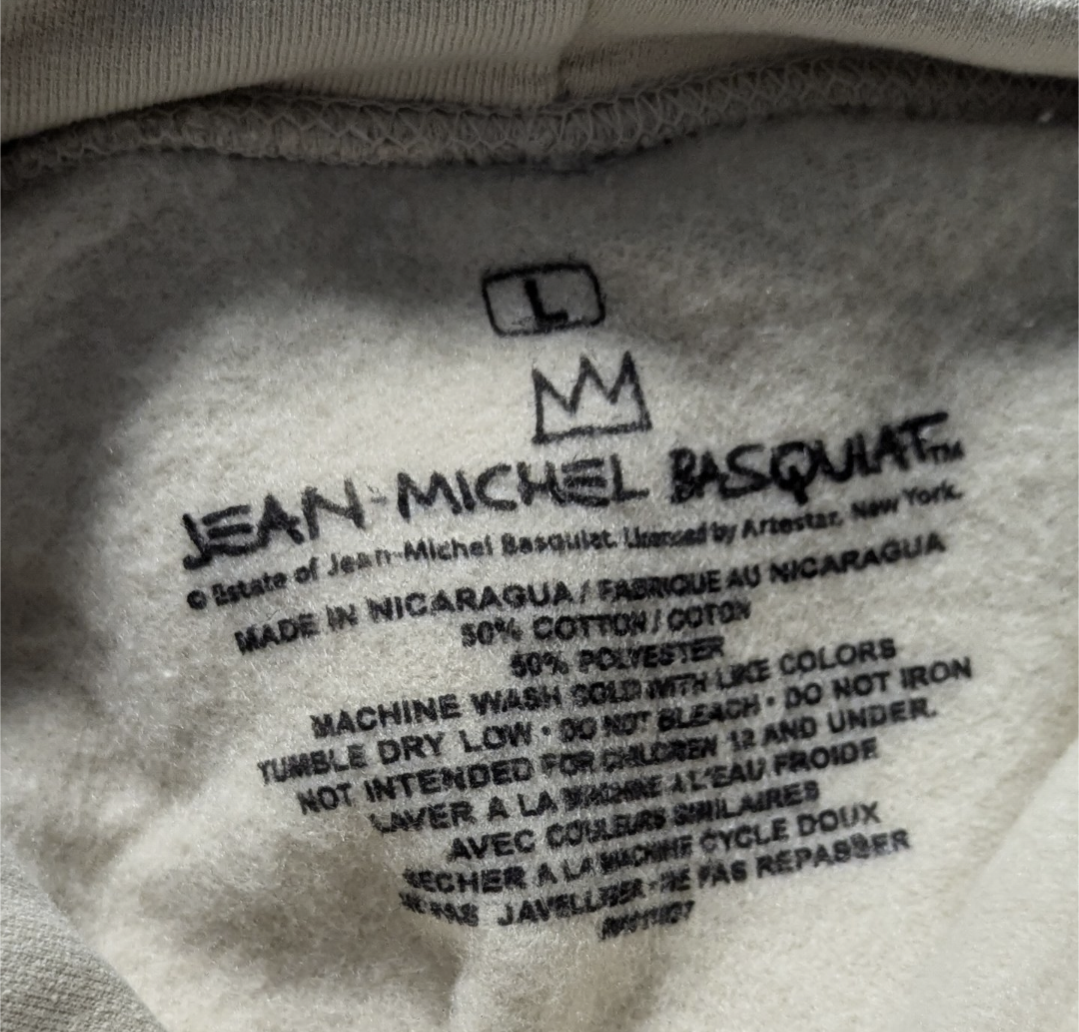 L
JEAN-MICHEL BASQUIAT™
© Estate of Jean-Michel Basquiat. Licensed by Artestar, New York.
MADE IN NICARAGUA / FABRIQUE AU NICARAGUA
50% COTTON / COTON
50% POLYESTER
MACHINE WASH COLD WITH LIKE COLORS
TUMBLE DRY LOW • DO NOT BLEACH • DO NOT IRON
NOT INTENDED FOR CHILDREN 12 AND UNDER.
LAVER A LA MACHINE A L'EAU FROIDE
AVEC COULEURS SIMILAIRES
SECHER A LA MACHINE CYCLE DOUX
NE PAS JAVELLISER • NE PAS REPASSER